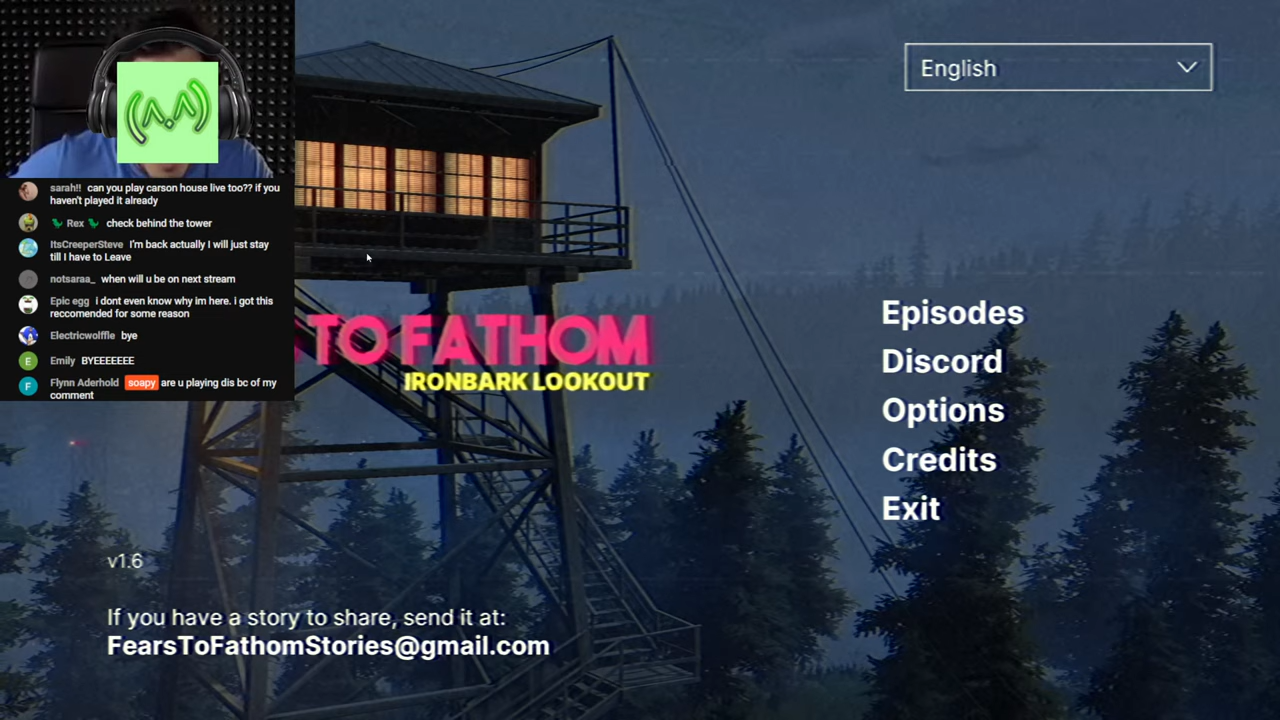 English
sarah!! can you play carson house live too?? if you
haven't played it already
Rex check behind the tower
ItsCreeperSteve I'm back actually I will just stay
till I have to Leave
notsaraa_ when will u be on next stream
Epic egg i dont even know why im here. i got this
reccomended for some reason
Electricwolffle bye
Emily BYEEEEEEE
Flynn Aderhold soapy are u playing dis bc of my
comment
TO FATHOM
IRONBARK LOOKOUT
Episodes
Discord
Options
Credits
Exit
v1.6
If you have a story to share, send it at:
FearsToFathomStories@gmail.com